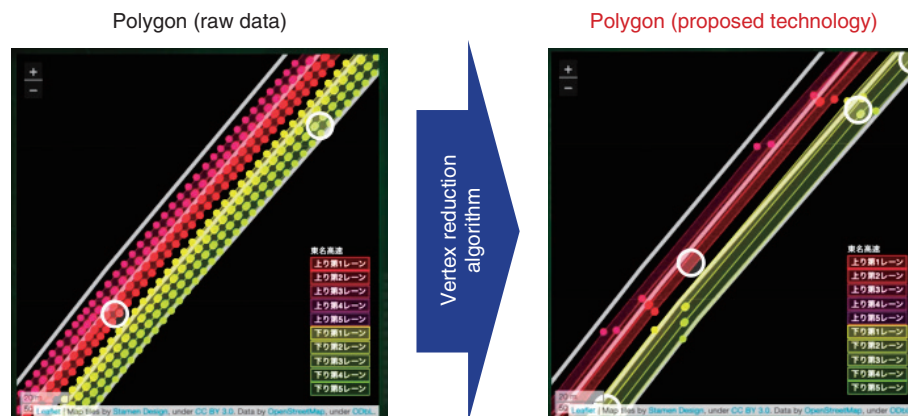 Polygon (raw data)
Polygon (proposed technology)
+
−
東名高速
上り第1レーン
上り第2レーン
上り第3レーン
上り第4レーン
上り第5レーン
下り第1レーン
下り第2レーン
下り第3レーン
下り第4レーン
下り第5レーン
Leaflet | Map tiles by Stamen Design, under CC BY 3.0. Data by OpenStreetMap, under ODbL.
Vertex reduction
algorithm
+
−
東名高速
上り第1レーン
上り第2レーン
上り第3レーン
上り第4レーン
上り第5レーン
下り第1レーン
下り第2レーン
下り第3レーン
下り第4レーン
下り第5レーン
Leaflet | Map tiles by Stamen Design, under CC BY 3.0. Data by OpenStreetMap, under ODbL.